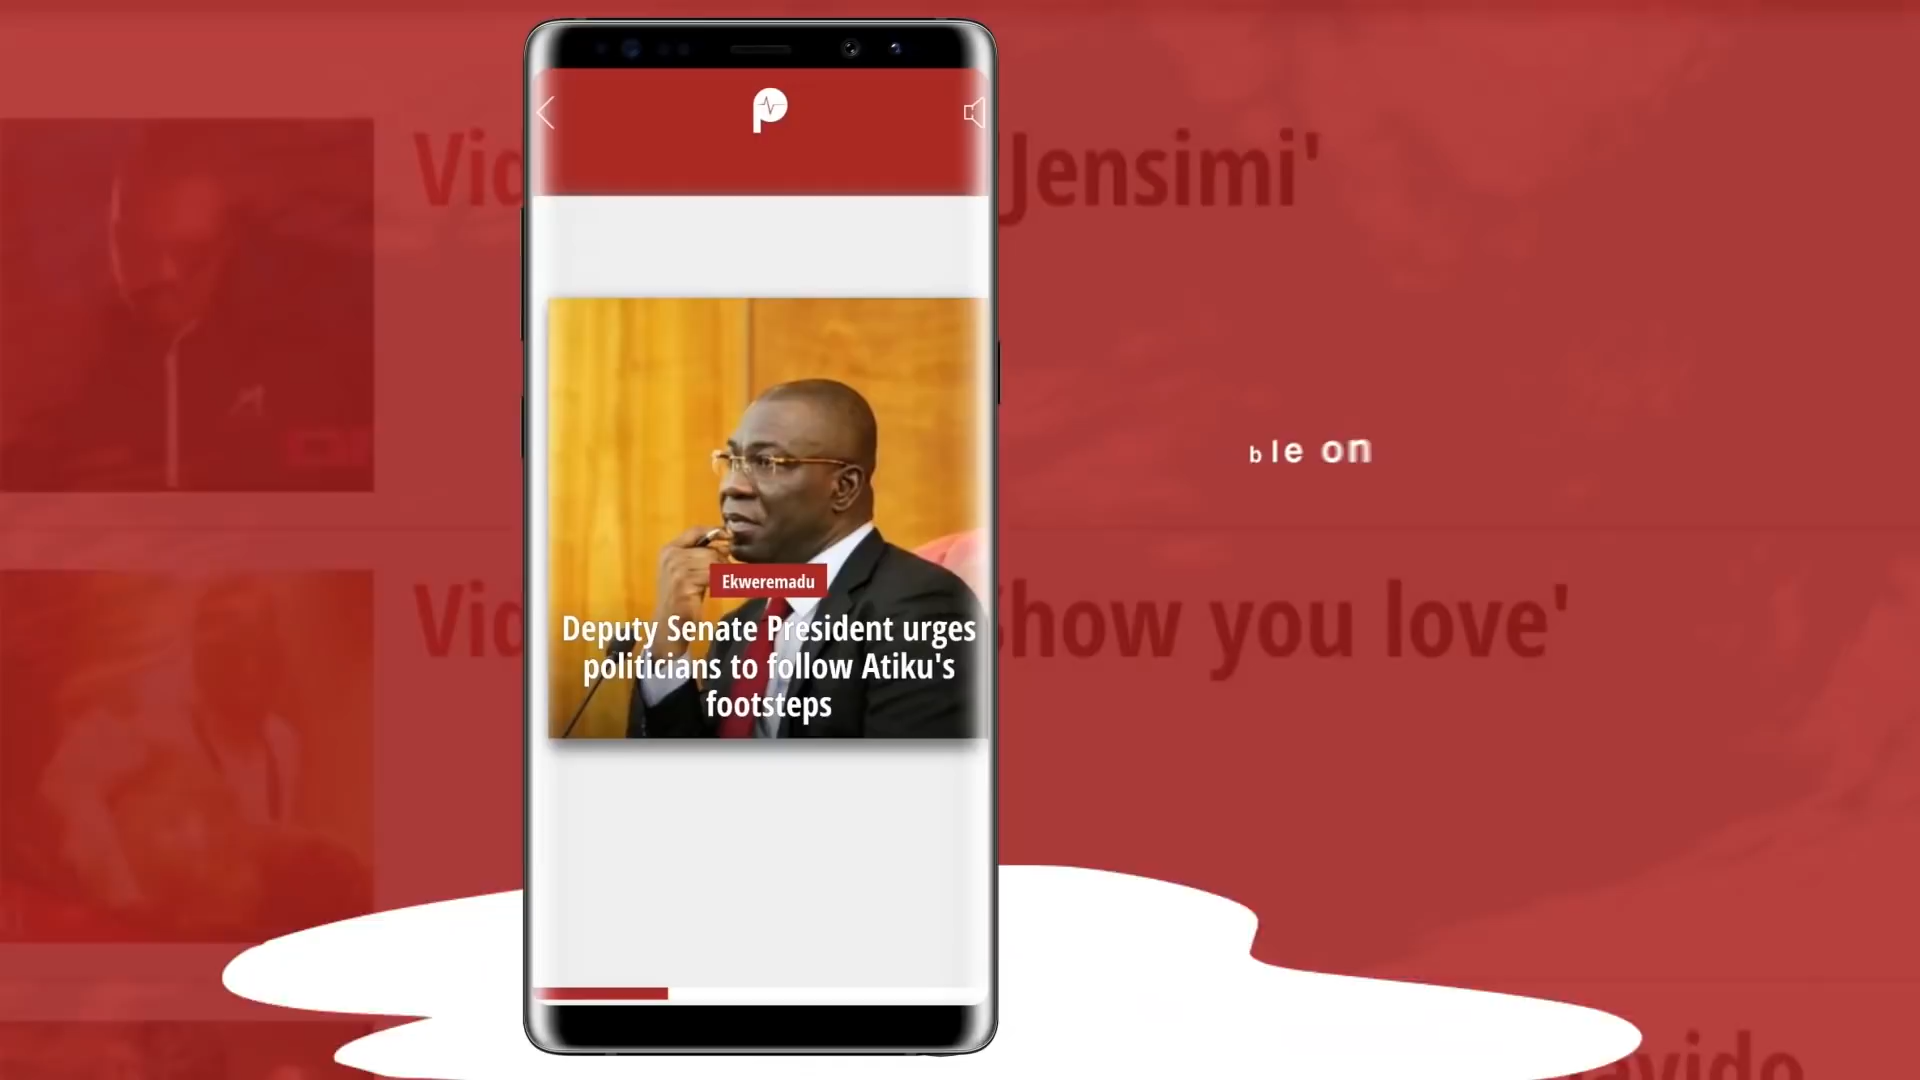 Vid Jensimi'
ble on
Ekweremadu
Deputy Senate President urges
politicians to follow Atiku's
footsteps
Vid Show you love'